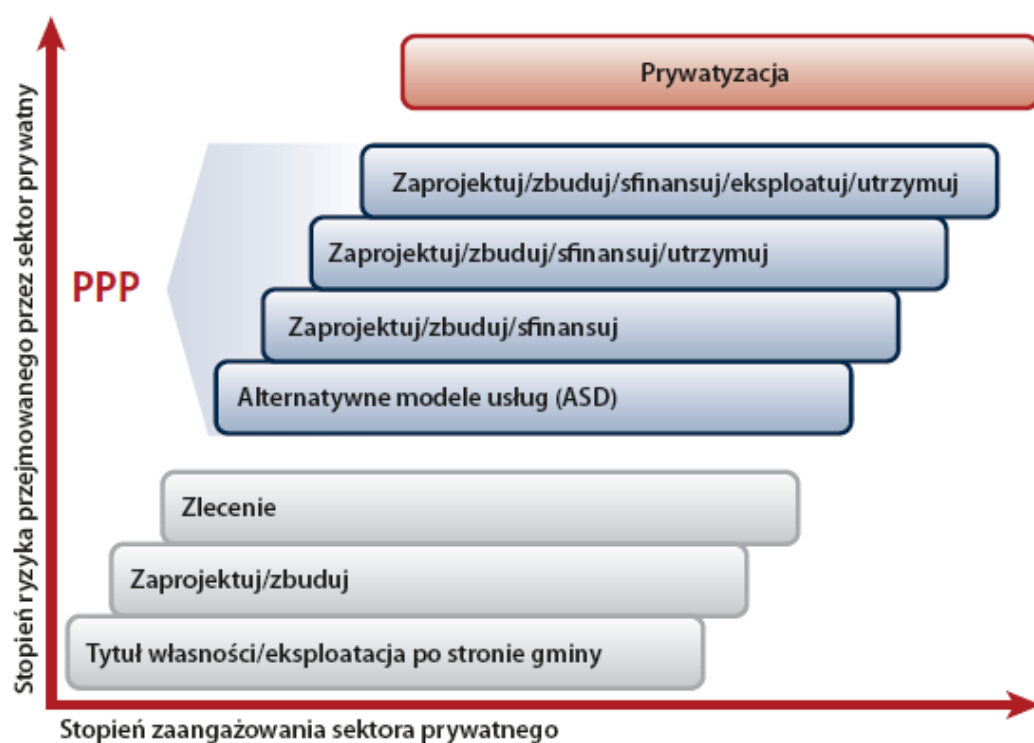 Prywatyzacja
Zaprojektuj/zbuduj/sfinansuj/eksploatuj/utrzymuj
Zaprojektuj/zbuduj/sfinansuj/utrzymuj
PPP
Zaprojektuj/zbuduj/sfinansuj
Alternatywne modele usług (ASD)
Zlecenie
Zaprojektuj/zbuduj
Tytuł własności/eksploatacja po stronie gminy
Stopień ryzyka przejmowanego przez sektor prywatny
Stopień zaangażowania sektora prywatnego